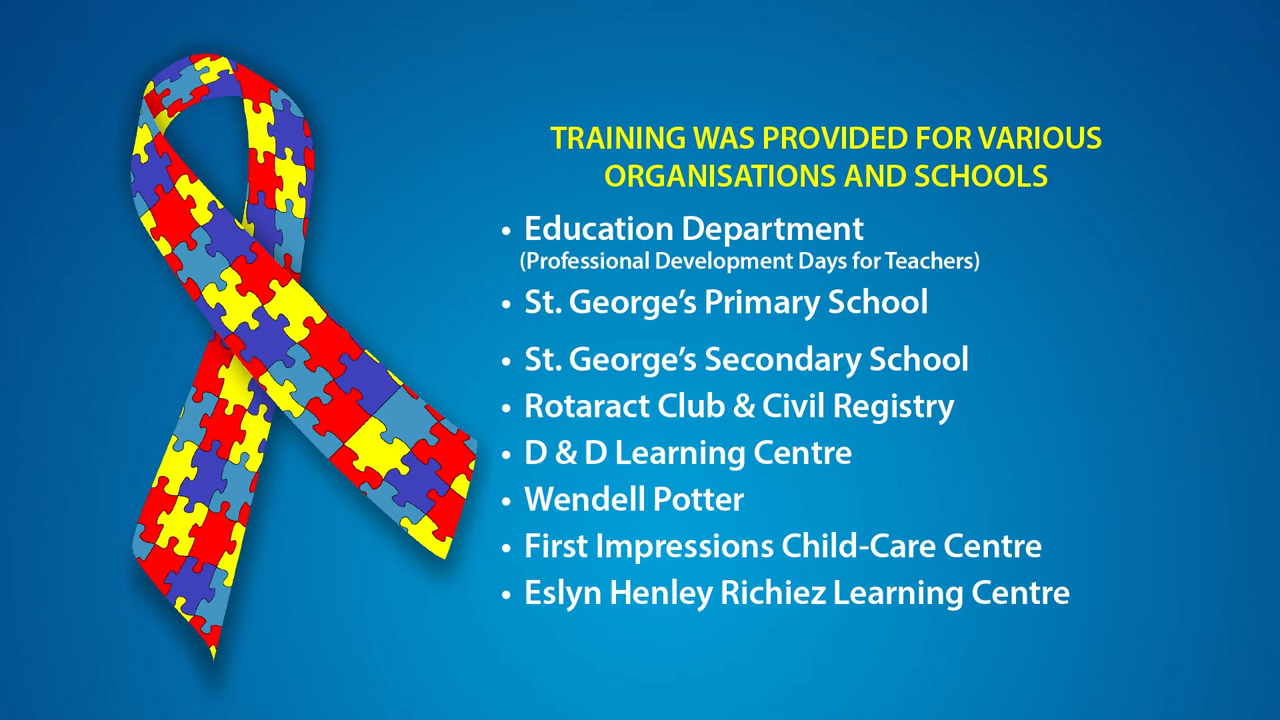 TRAINING WAS PROVIDED FOR VARIOUS
ORGANISATIONS AND SCHOOLS
• Education Department
(Professional Development Days for Teachers)
• St. George’s Primary School
• St. George’s Secondary School
• Rotaract Club & Civil Registry
• D & D Learning Centre
• Wendell Potter
• First Impressions Child-Care Centre
• Eslyn Henley Richiez Learning Centre